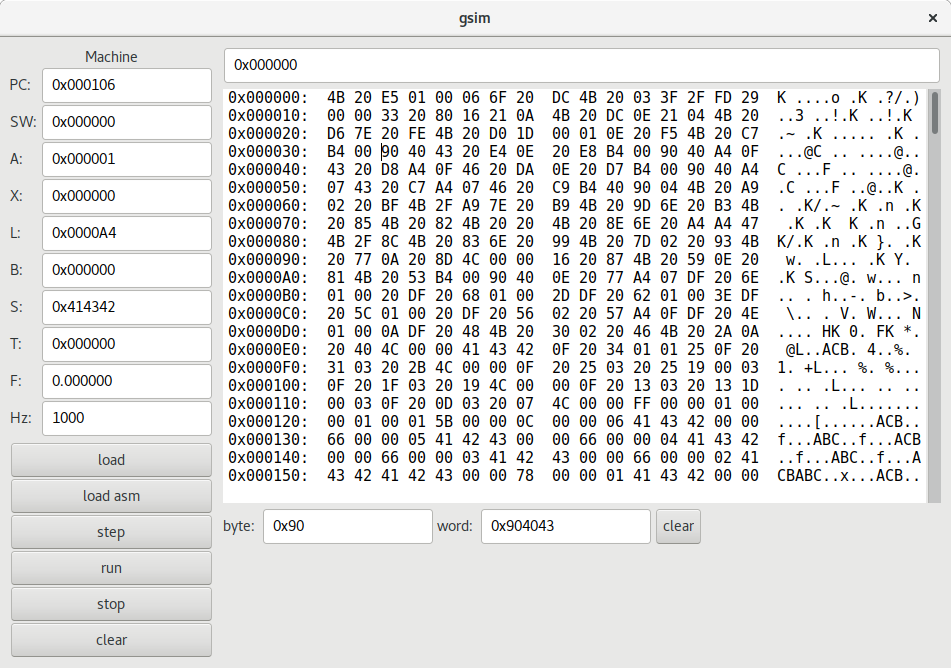 gsim
Machine
PC: 0x000106
SW: 0x000000
A: 0x000001
X: 0x000000
L: 0x0000A4
B: 0x000000
S: 0x414342
T: 0x000000
F: 0.000000
Hz: 1000
load
load asm
step
run
stop
clear
0x000000
0x000000: 4B 20 E5 01 00 06 6F 20 DC 4B 20 03 3F 2F FD 29 K ....o .K .?/.)
0x000010: 00 00 33 20 80 16 21 0A 4B 20 DC 0E 21 04 4B 20 ..3 ..!.K ..!.K
0x000020: D6 7E 20 FE 4B 20 D0 1D 00 01 0E 20 F5 4B 20 C7 .~ .K ..... .K .
0x000030: B4 00 90 40 43 20 E4 0E 20 E8 B4 00 90 40 A4 0F ...@C .. ....@..
0x000040: 43 20 D8 A4 0F 46 20 DA 0E 20 D7 B4 00 90 40 A4 C ...F .. ....@.
0x000050: 07 43 20 C7 A4 07 46 20 C9 B4 40 90 04 4B 20 A9 .C ...F ..@..K .
0x000060: 02 20 BF 4B 2F A9 7E 20 B9 4B 20 9D 6E 20 B3 4B . .K/.~ .K .n .K
0x000070: 20 85 4B 20 82 4B 20 20 4B 20 8E 6E 20 A4 A4 47 .K .K  K .n ..G
0x000080: 4B 2F 8C 4B 20 83 6E 20 99 4B 20 7D 02 20 93 4B K/.K .n .K }. .K
0x000090: 20 77 0A 20 8D 4C 00 00 16 20 87 4B 20 59 0E 20 w. .L... .K Y.
0x0000A0: 81 4B 20 53 B4 00 90 40 0E 20 77 A4 07 DF 20 6E .K S...@. w... n
0x0000B0: 01 00 20 DF 20 68 01 00 2D DF 20 62 01 00 3E DF .. . h..-. b..>.
0x0000C0: 20 5C 01 00 20 DF 20 56 02 20 57 A4 0F DF 20 4E \.. . V. W... N
0x0000D0: 01 00 0A DF 20 48 4B 20 30 02 20 46 4B 20 2A 0A .... HK 0. FK *.
0x0000E0: 20 40 4C 00 00 41 43 42 0F 20 34 01 01 25 0F 20 @L..ACB. 4..%.
0x0000F0: 31 03 20 2B 4C 00 00 0F 20 25 03 20 25 19 00 03 1. +L... %. %...
0x000100: 0F 20 1F 03 20 19 4C 00 00 0F 20 13 03 20 13 1D . .. .L... .. ..
0x000110: 00 03 0F 20 0D 03 20 07 4C 00 00 FF 00 00 01 00 ... .. .L.......
0x000120: 00 01 00 01 5B 00 00 0C 00 00 06 41 43 42 00 00 ....[......ACB..
0x000130: 66 00 00 05 41 42 43 00 00 66 00 00 04 41 43 42 f...ABC..f...ACB
0x000140: 00 00 66 00 00 03 41 42 43 00 00 66 00 00 02 41 ..f...ABC..f...A
0x000150: 43 42 41 42 43 00 00 78 00 00 01 41 43 42 00 00 CBABC..x...ACB..
byte: 0x90 word: 0x904043 clear